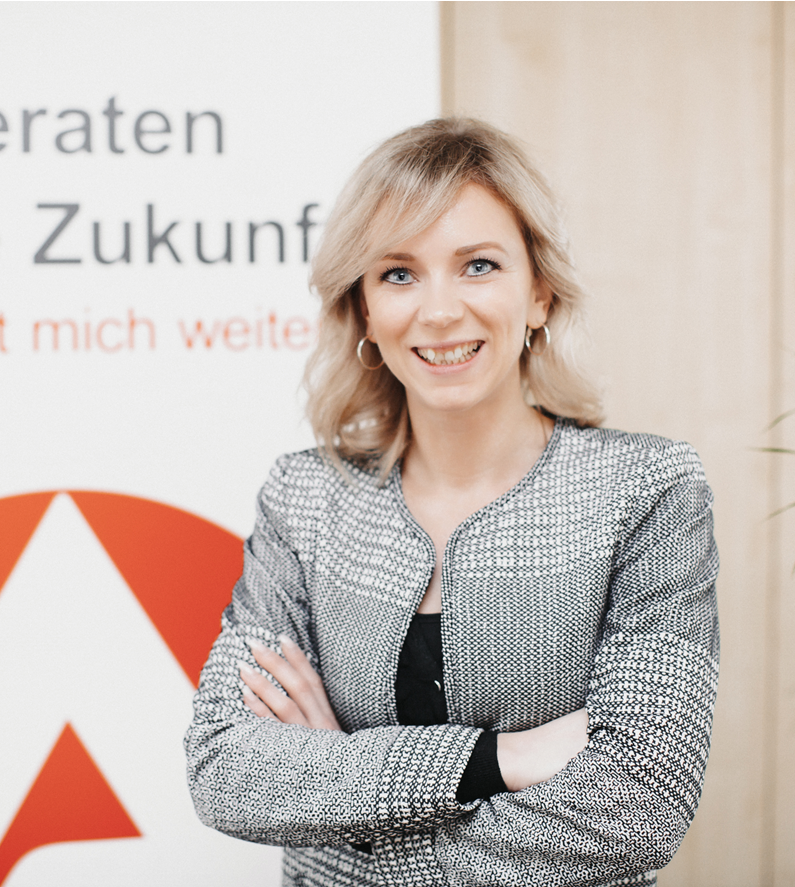 eraten
Zukunf
t mich weite